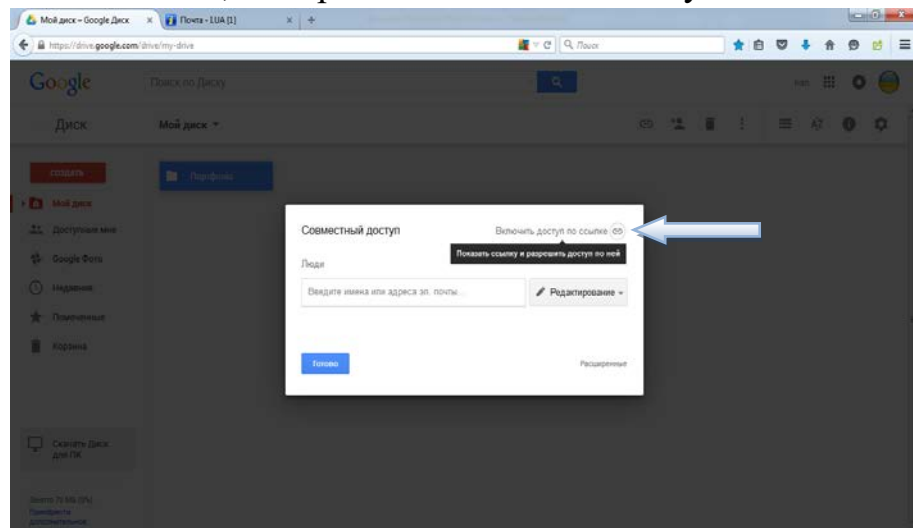 Мой диск – Google Диск
Почта - I.UA (1)
https://drive.google.com/drive/my-drive
Поиск
Google
Поиск по Диску
Диск
Мой диск
СОЗДАТЬ
Портфолио
Мой диск
Доступные мне
Google Фото
Недавние
Помеченные
Корзина
Совместный доступ
Включить доступ по ссылке
Показать ссылку и разрешить доступ по ней
Люди
Введите имена или адреса эл. почты...
Редактирование
Готово
Расширенные
Скачать Диск
для ПК